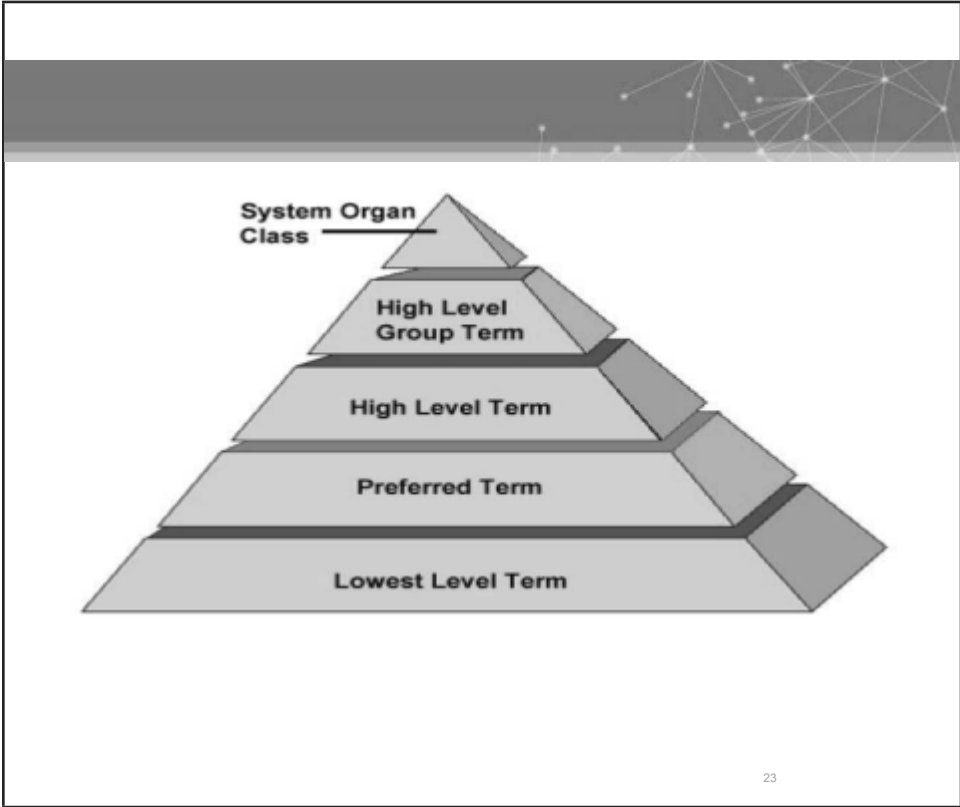 System Organ
Class
High Level
Group Term
High Level Term
Preferred Term
Lowest Level Term
23